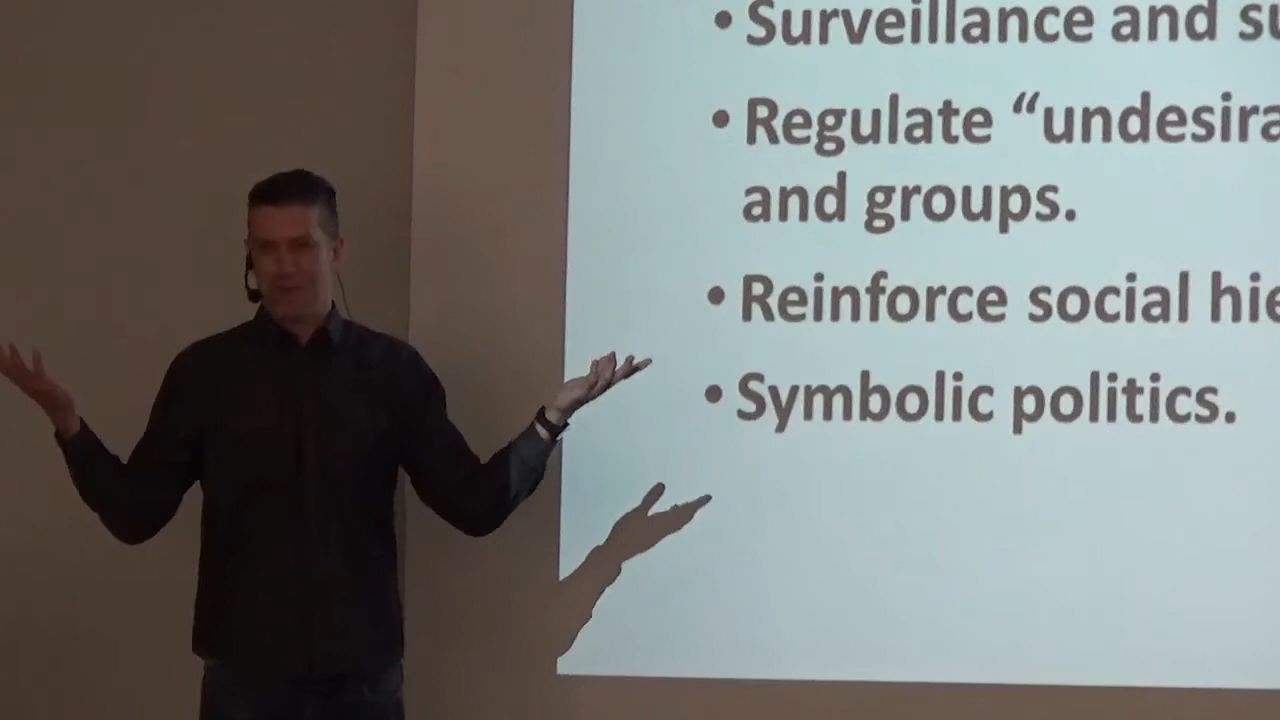 • Surveillance and
• Regulate “
and groups.
• Reinforce social
• Symbolic politics.